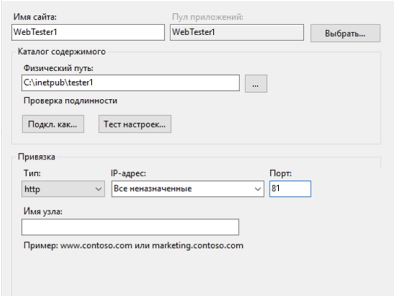 Имя сайта: Пул приложений:
WebTester1 WebTester1 Выбрать...
Каталог содержимого
Физический путь:
C:\inetpub\tester1 ...
Проверка подлинности
Подкл. как... Тест настроек...
Привязка
Тип: IP-адрес: Порт:
http Все неназначенные 81
Имя узла:
Пример: www.contoso.com или marketing.contoso.com